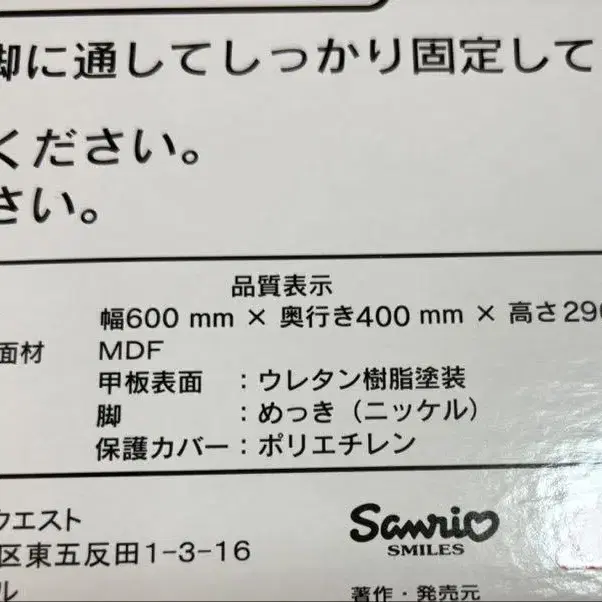 脚に通してしっかり固定して
ください。
さい。
品質表示
幅600 mm × 奥行き400 mm × 高さ290
面材 MDF
甲板表面 ：ウレタン樹脂塗装
脚 ：めっき（ニッケル）
保護カバー：ポリエチレン
ウエスト
区東五反田1-3-16
ル
Sanrio
SMILES
著作・発売元